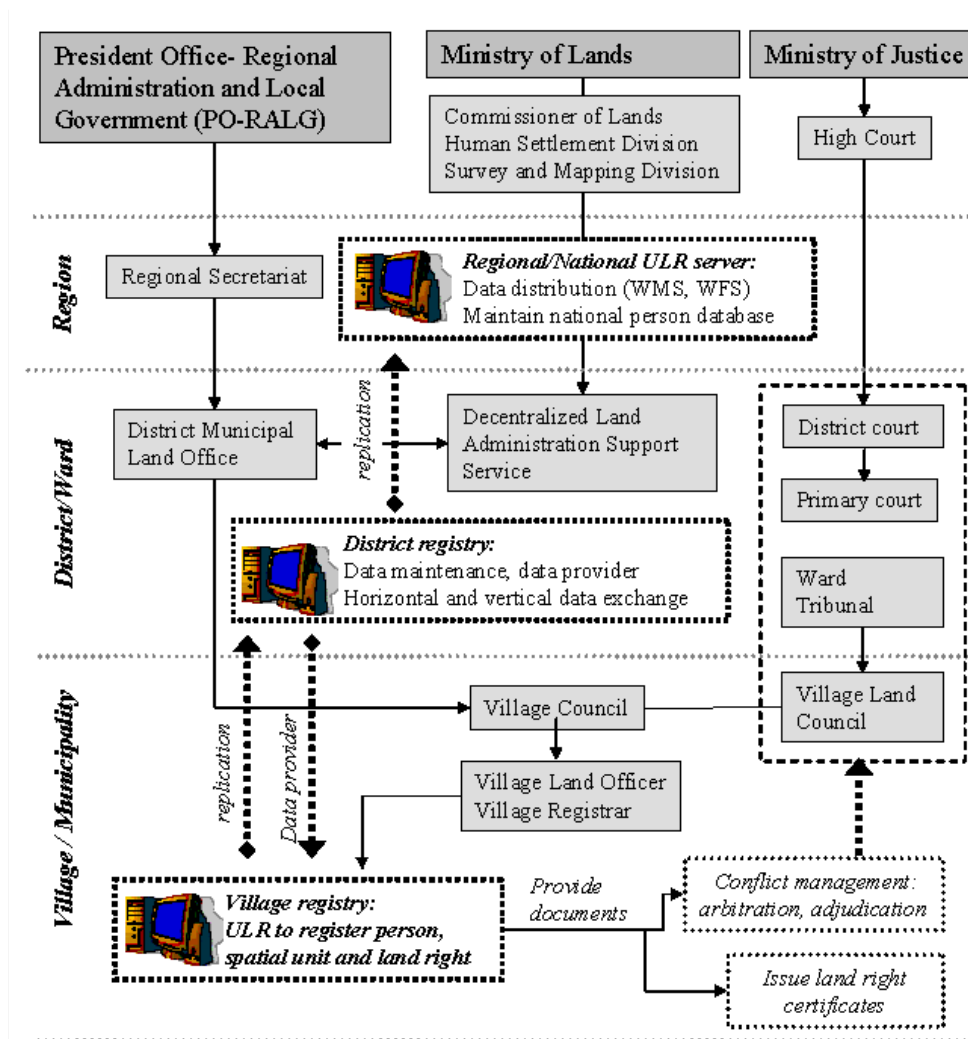 President Office- Regional
Administration and Local
Government (PO-RALG)
Ministry of Lands
Ministry of Justice
Commissioner of Lands
Human Settlement Division
Survey and Mapping Division
High Court
Region
Regional Secretariat
Regional/National ULR server:
Data distribution (WMS, WFS)
Maintain national person database
District/Ward
District Municipal
Land Office
replication
Decentralized Land
Administration Support
Service
District court
Primary court
District registry:
Data maintenance, data provider
Horizontal and vertical data exchange
Ward
Tribunal
Village / Municipality
Village Council
Village Land
Council
replication
Data provider
Village Land Officer
Village Registrar
Village registry:
ULR to register person,
spatial unit and land right
Provide
documents
Conflict management:
arbitration, adjudication
Issue land right
certificates